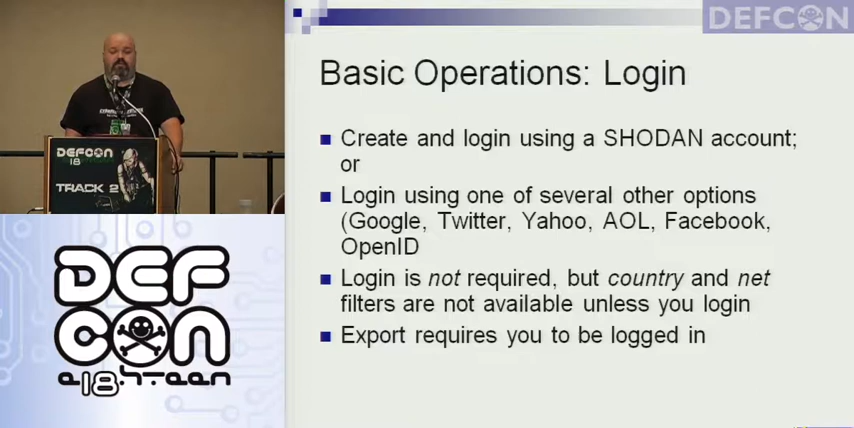 DEFCON
Basic Operations: Login
Create and login using a SHODAN account;
or
Login using one of several other options
(Google, Twitter, Yahoo, AOL, Facebook,
OpenID
Login is not required, but country and net
filters are not available unless you login
Export requires you to be logged in
DEFCON
18
TRACK 2
DEF
CON
e18hteen